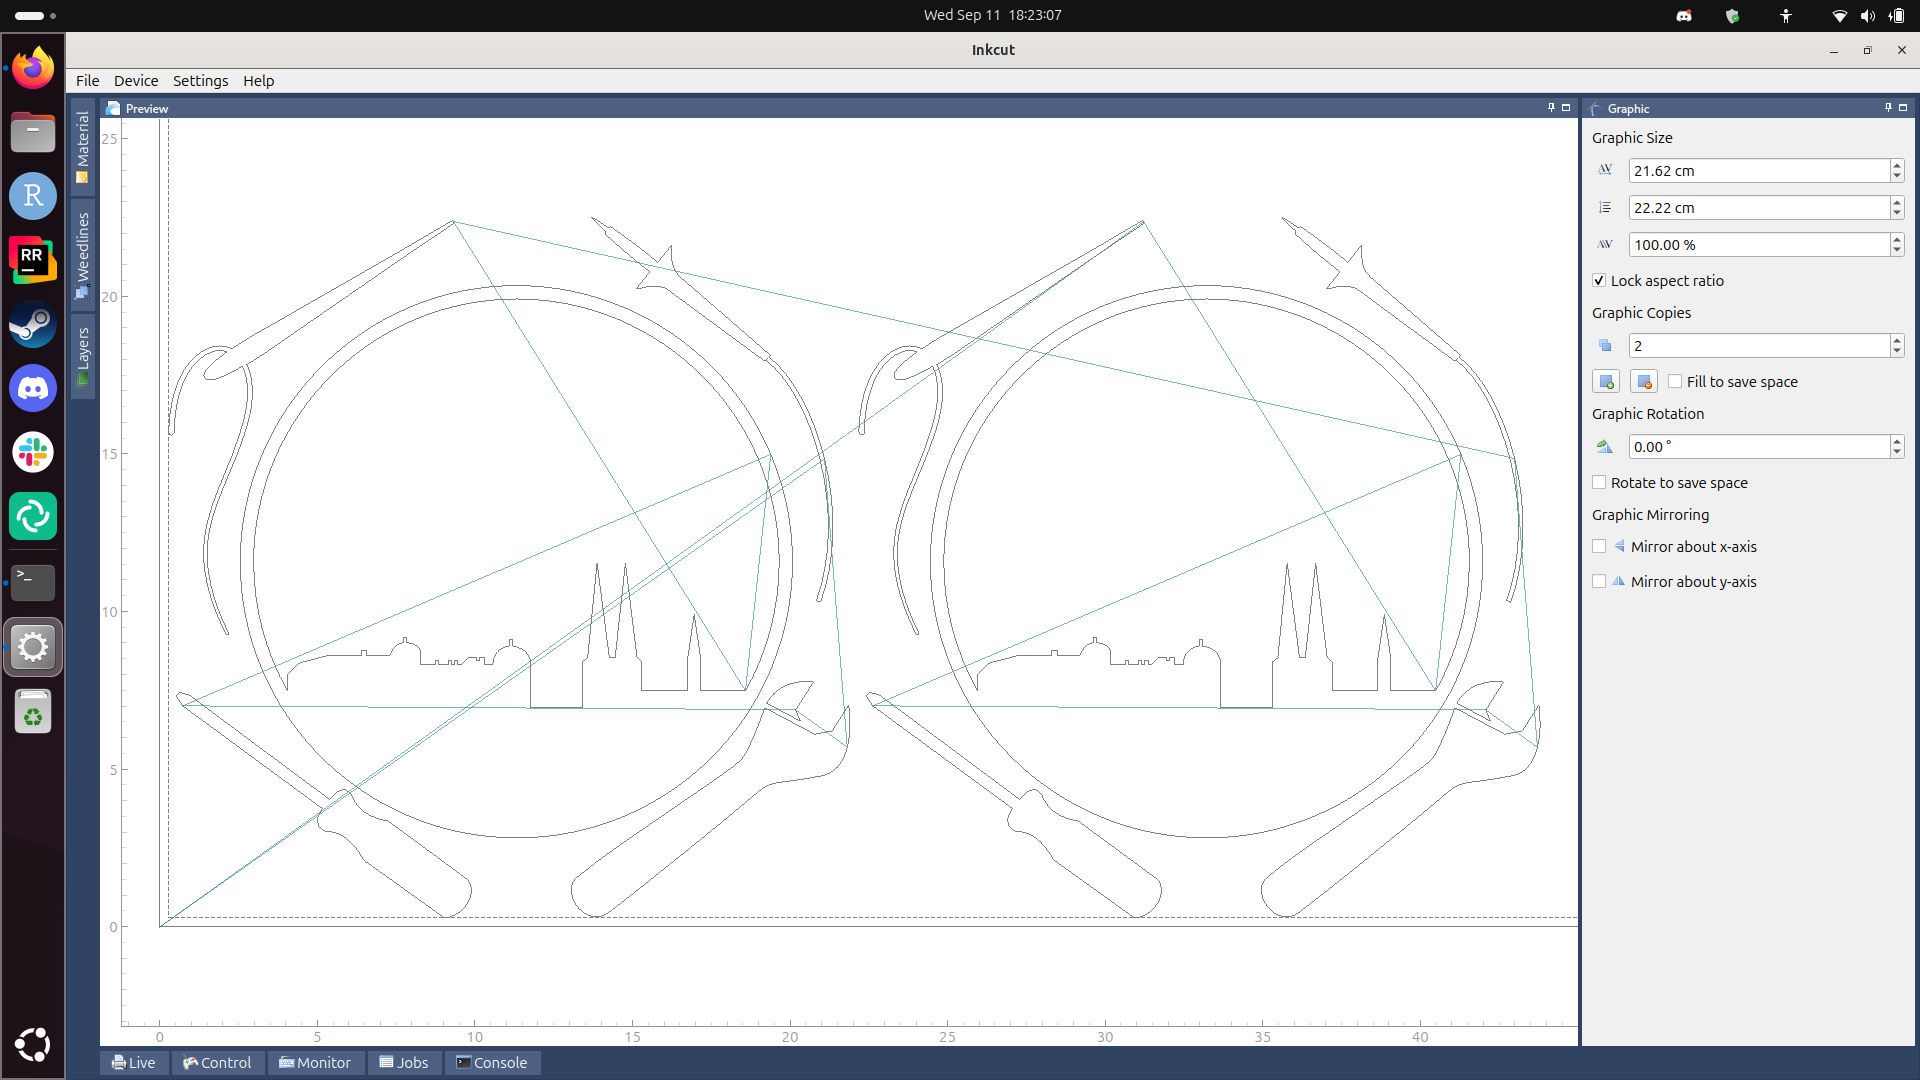 Wed Sep 11 18:23:07
Inkcut
File Device Settings Help
Material
Weedlines
Layers
Preview
25
20
15
10
5
0
0 5 10 15 20 25 30 35 40
Graphic
Graphic Size
21.62 cm
22.22 cm
100.00 %
Lock aspect ratio
Graphic Copies
2
Fill to save space
Graphic Rotation
0.00 °
Rotate to save space
Graphic Mirroring
Mirror about x-axis
Mirror about y-axis
Live Control Monitor Jobs Console
R
RR
>_
AV
AV